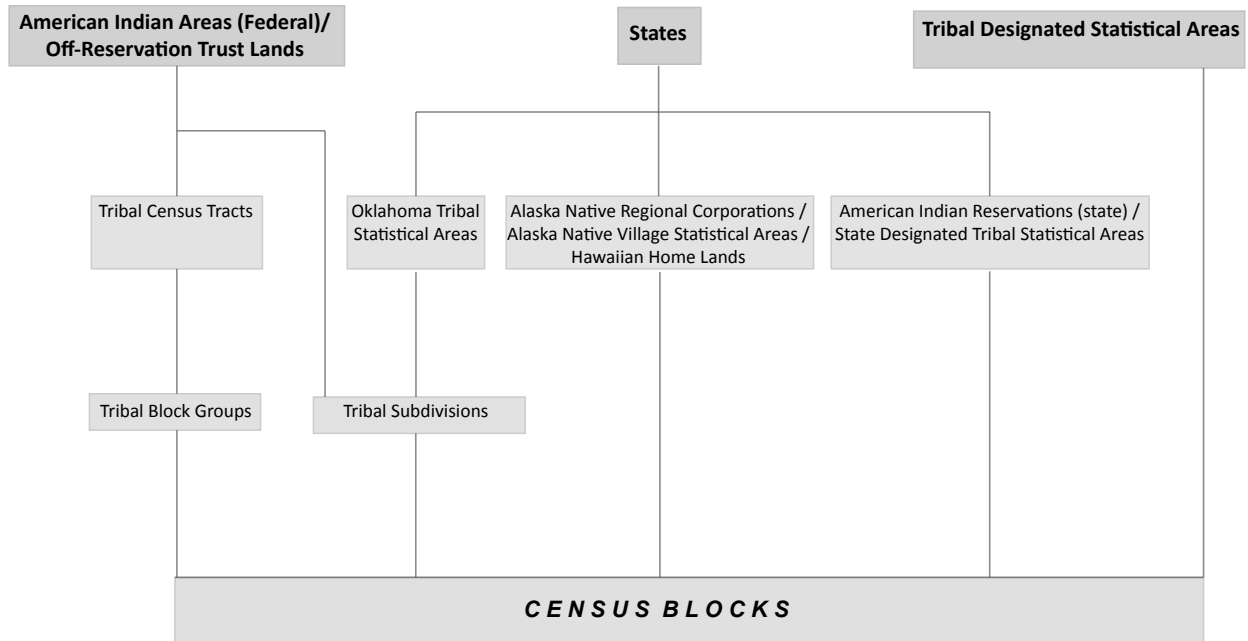 American Indian Areas (Federal)/
Off-Reservation Trust Lands
States
Tribal Designated Statistical Areas
Tribal Census Tracts
Oklahoma Tribal
Statistical Areas
Alaska Native Regional Corporations /
Alaska Native Village Statistical Areas /
Hawaiian Home Lands
American Indian Reservations (state) /
State Designated Tribal Statistical Areas
Tribal Block Groups
Tribal Subdivisions
CENSUS BLOCKS